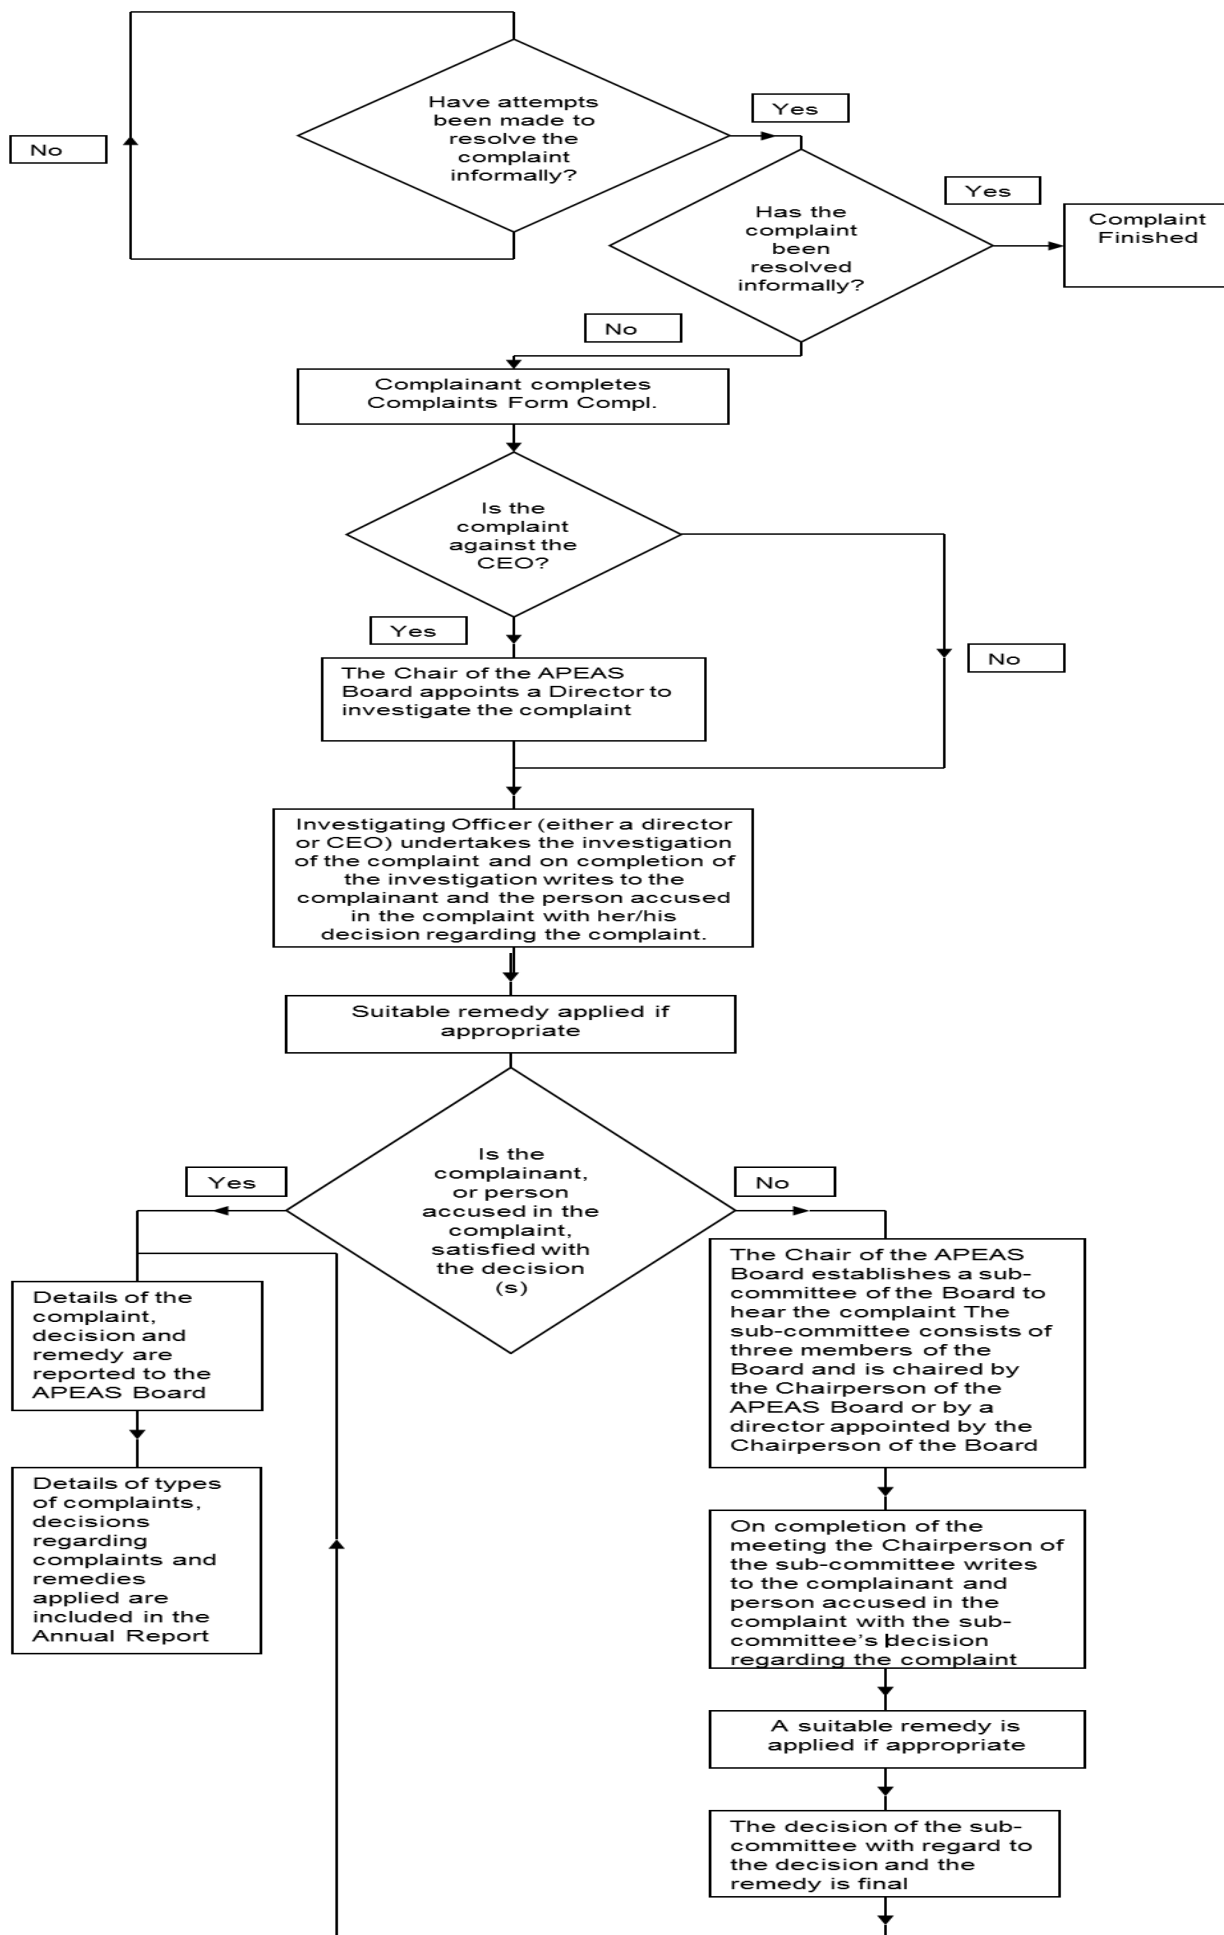 Have attempts
been made to
resolve the
complaint
informally?
Yes
No
Has the
complaint
been
resolved
informally?
Yes
Complaint
Finished
No
Complainant completes
Complaints Form Compl.
Is the
complaint
against the
CEO?
Yes
No
The Chair of the APEAS
Board appoints a Director to
investigate the complaint
Investigating Officer (either a director
or CEO) undertakes the investigation
of the complaint and on completion of
the investigation writes to the
complainant and the person accused
in the complaint with her/his
decision regarding the complaint.
Suitable remedy applied if
appropriate
Is the
complainant,
or person
accused in the
complaint,
satisfied with
the decision
(s)
Yes
No
Details of the
complaint,
decision and
remedy are
reported to the
APEAS Board
Details of types
of complaints,
decisions
regarding
complaints and
remedies
applied are
included in the
Annual Report
The Chair of the APEAS
Board establishes a sub-
committee of the Board to
hear the complaint The
sub-committee consists of
three members of the
Board and is chaired by
the Chairperson of the
APEAS Board or by a
director appointed by the
Chairperson of the Board
On completion of the
meeting the Chairperson of
the sub-committee writes
to the complainant and
person accused in the
complaint with the sub-
committee's decision
regarding the complaint
A suitable remedy is
applied if appropriate
The decision of the sub-
committee with regard to
the decision and the
remedy is final